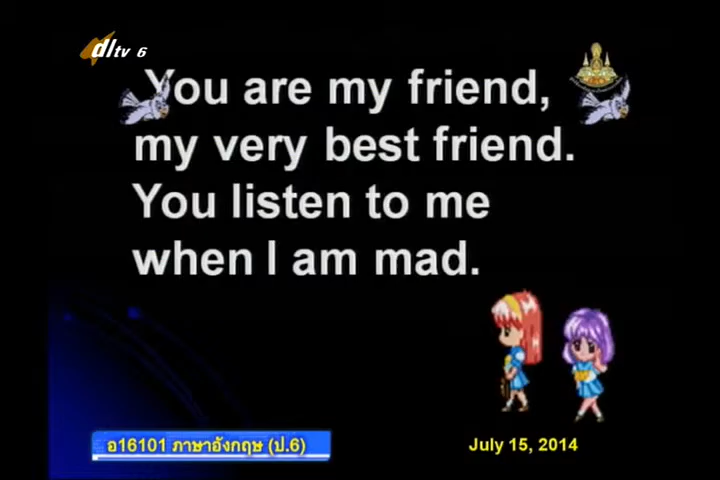 dltv 6
You are my friend,
my very best friend.
You listen to me
when I am mad.
อ16101 ภาษาอังกฤษ (ป.6)
July 15, 2014